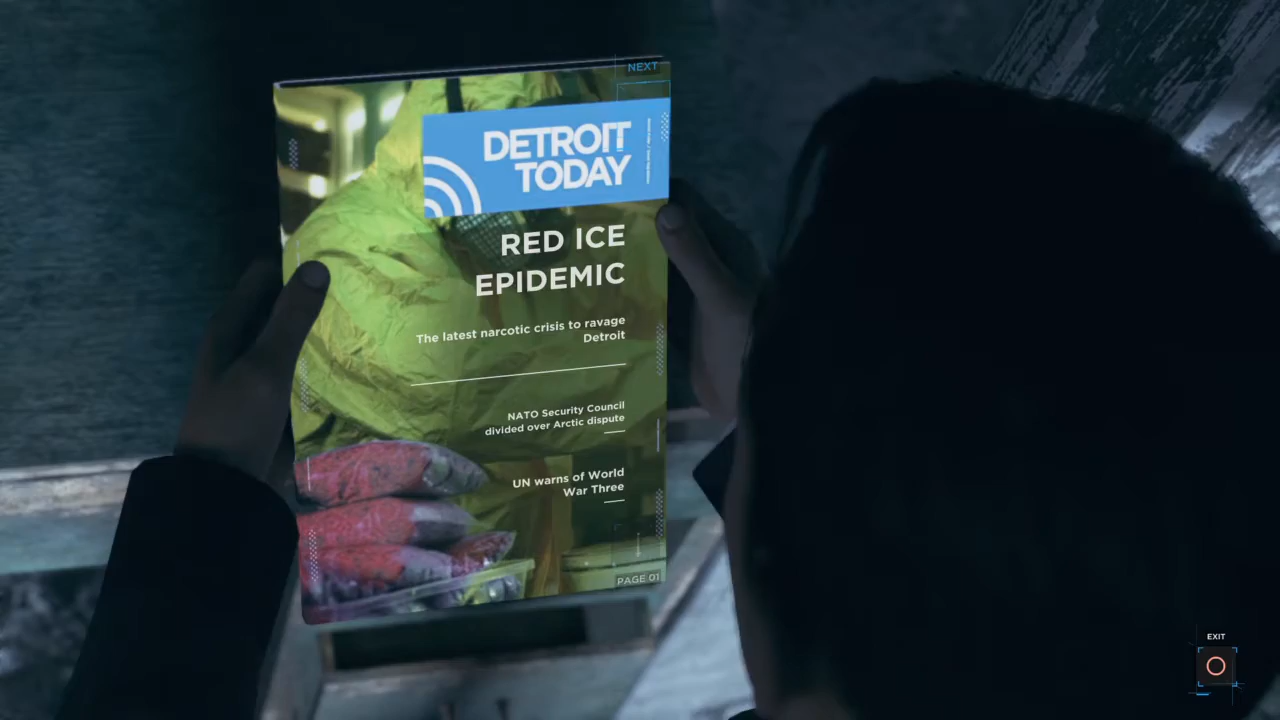 NEXT
DETROIT
TODAY
RED ICE
EPIDEMIC
The latest narcotic crisis to ravage
Detroit
NATO Security Council
divided over Arctic dispute
UN warns of World
War Three
PAGE 01
EXIT